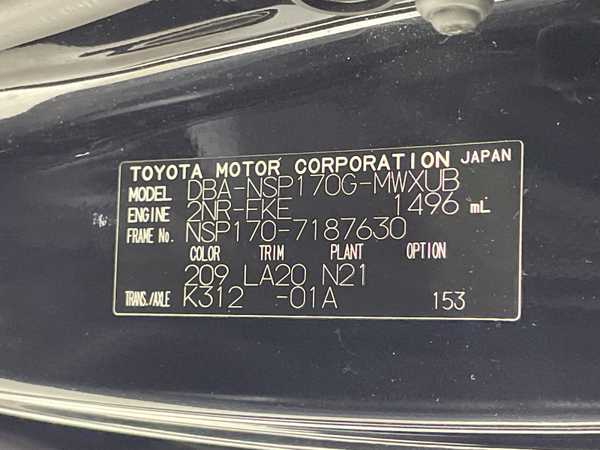 TOYOTA MOTOR CORPORATION JAPAN
MODEL DBA-NSP170G-MWXUB
ENGINE 2NR-FKE 1496 mL
FRAME No. NSP170-7187630
COLOR TRIM PLANT OPTION
209 LA20 N21
TRANS./AXLE K312 -01A 153